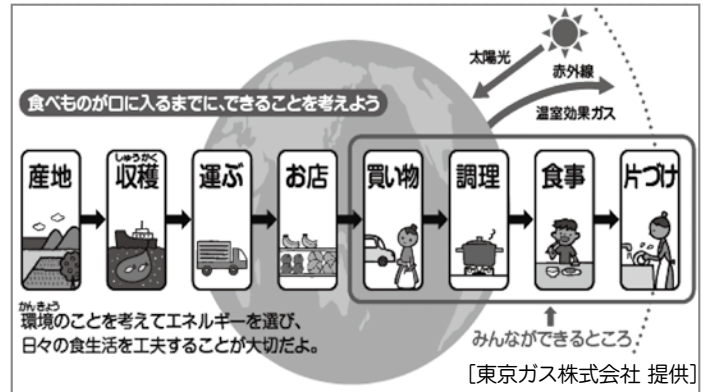 太陽光
赤外線
食べものが口に入るまでに、できることを考えよう
温室効果ガス
しゅうかく
産地 収穫 運ぶ お店 買い物 調理 食事 片づけ
かんきょう
環境のことを考えてエネルギーを選び、
日々の食生活を工夫することが大切だよ。
みんなができるところ
[東京ガス株式会社 提供]